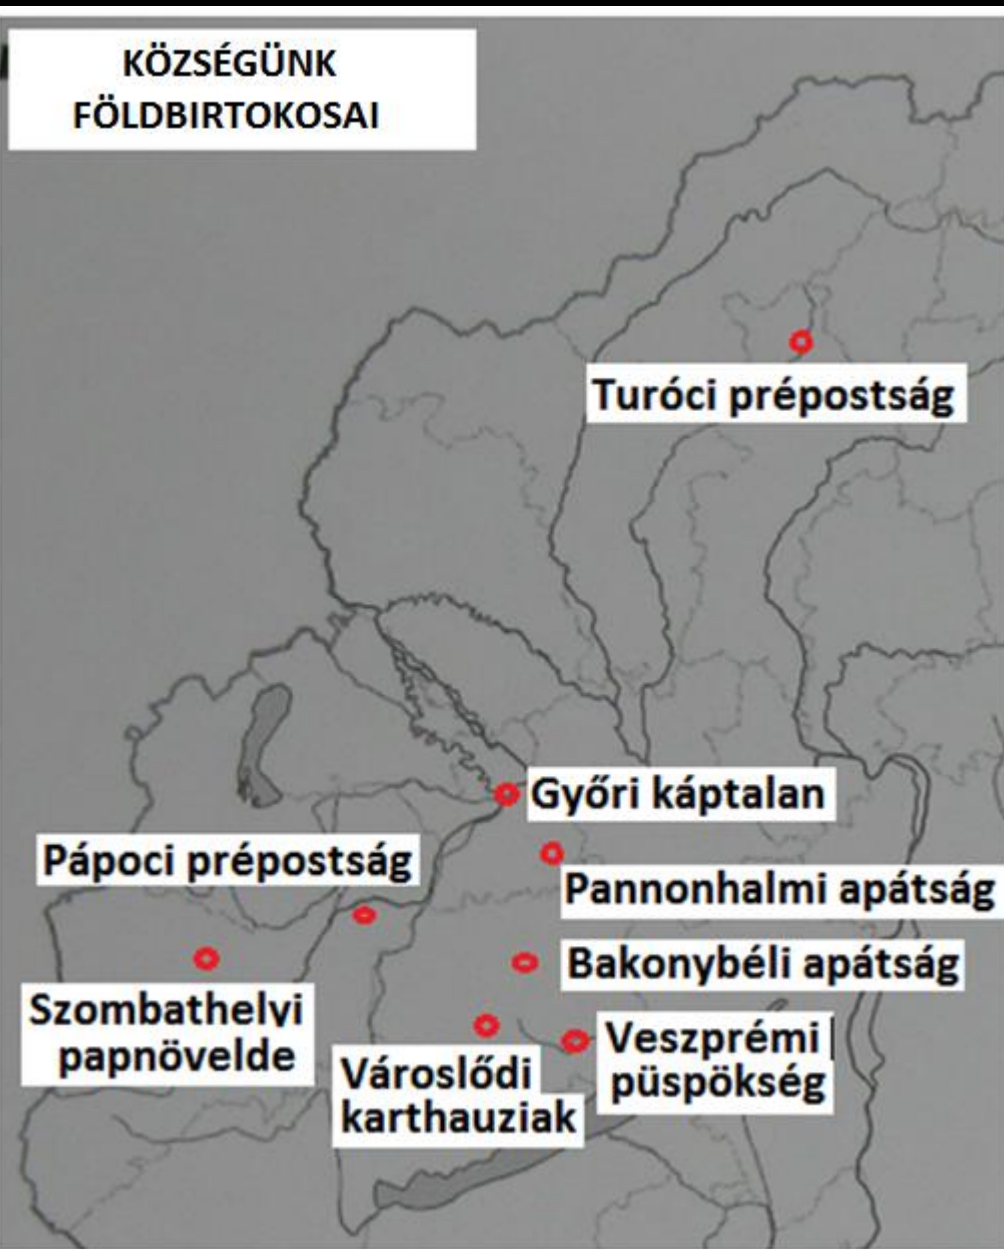 KÖZSÉGÜNK
FÖLDBIRTOKOSAI
Turóci prépostság
Győri káptalan
Pápoci prépostság
Pannonhalmi apátság
Bakonybéli apátság
Szombathelyi
papnövelde
Veszprémi
püspökség
Városlődi
karthauziak